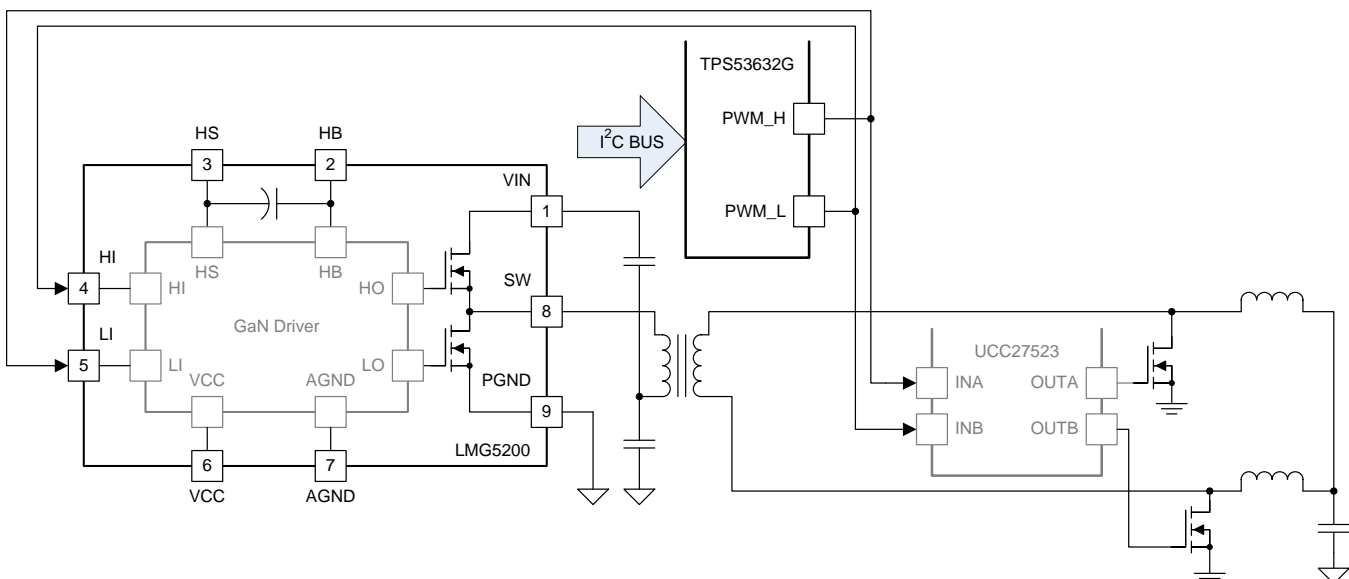 TPS53632G
PWM_H
I²C BUS
PWM_L
HS
HB
3
2
VIN
1
HS
HB
HI
4
HI
HO
SW
8
GaN Driver
LI
5
LI
LO
VCC
AGND
PGND
9
LMG5200
6
7
VCC
AGND
UCC27523
INA
OUTA
INB
OUTB